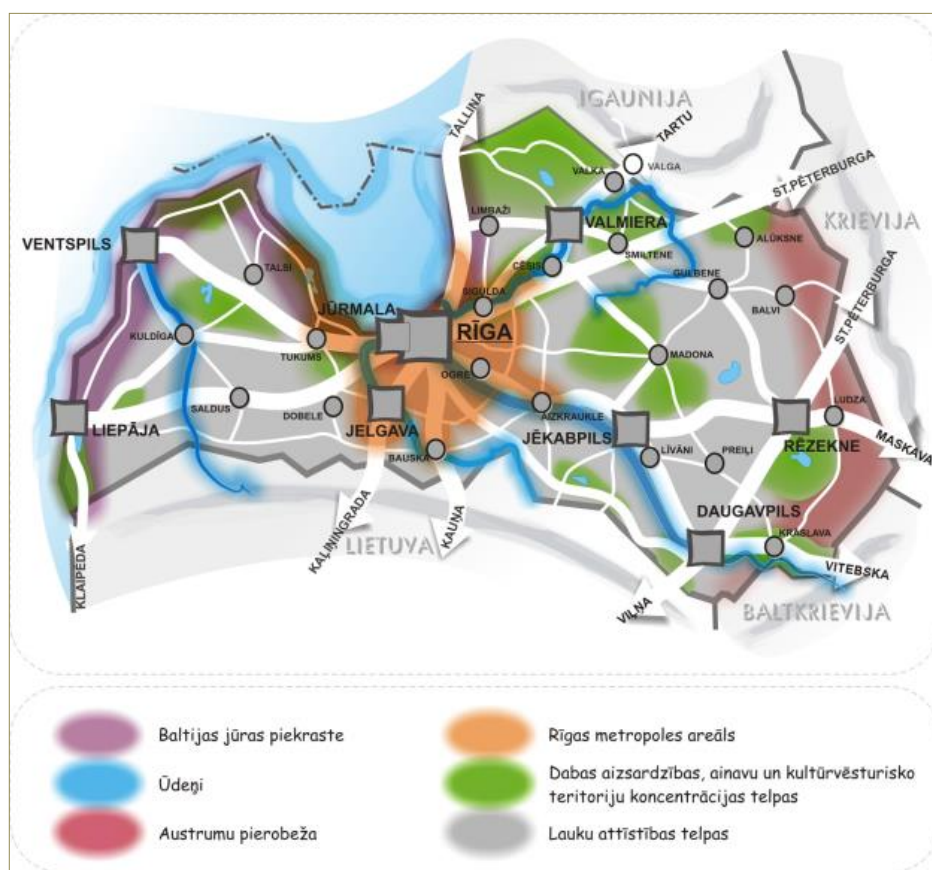 IGAUNIJA
TALLINA
TARTU
VALKA
VALGA
ST.PĒTERBURGA
KRIEVIJA
LIMBAŽI
VALMIERA
VENTSPILS
SMILTENE
ALŪKSNE
TALSI
CĒSIS
GULBENE
SIGULDA
BALVI
JŪRMALA
RĪGA
ST.PĒTERBURGA
KULDĪGA
TUKUMS
MADONA
OGRE
SALDUS
DOBELE
AIZKRAUKLE
LUDZA
LIEPĀJA
JELGAVA
JĒKABPILS
RĒZEKNE
MASKAVA
BAUSKA
LĪVĀNI
PREIĻI
DAUGAVPILS
KALIŅINGRADA
KAUNA
LIETUVA
KRĀSLAVA
KLAIPĒDA
VITEBSKA
VIĻŅA
BALTKRIEVIJA
Baltijas jūras piekraste
Rīgas metropoles areāls
Ūdeņi
Dabas aizsardzības, ainavu un kultūrvēsturisko
teritoriju koncentrācijas telpas
Austrumu pierobeža
Lauku attīstības telpas